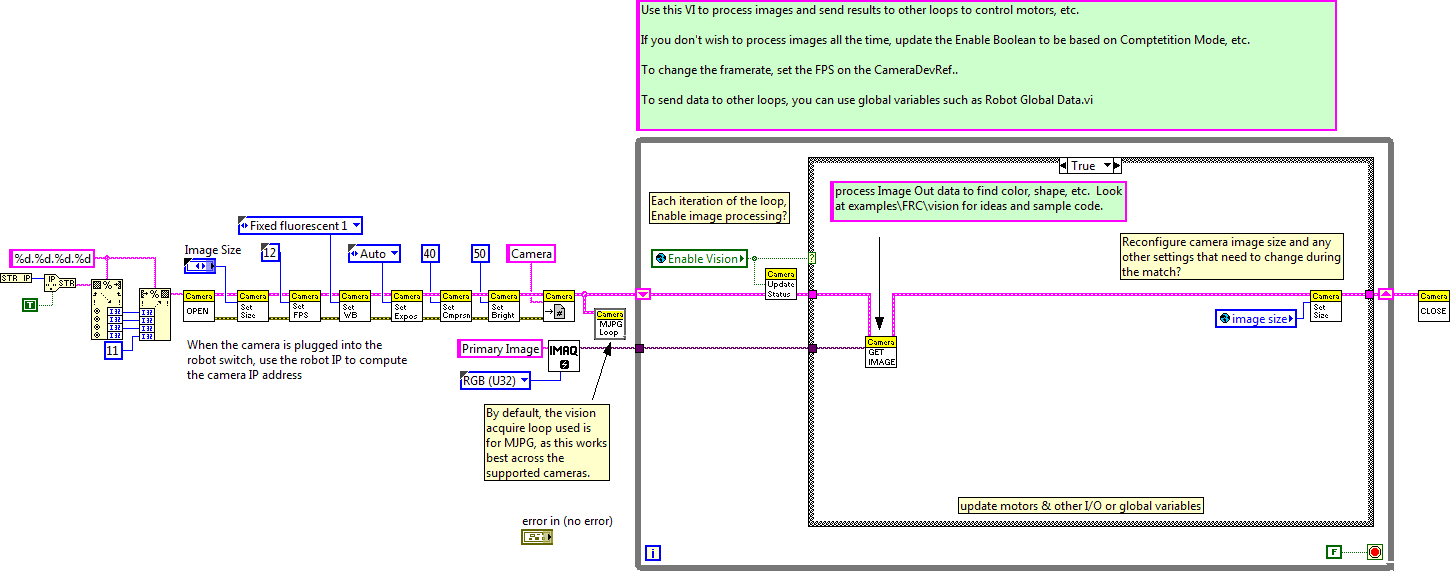 Use this VI to process images and send results to other loops to control motors, etc.
If you don't wish to process images all the time, update the Enable Boolean to be based on Comptetition Mode, etc.
To change the framerate, set the FPS on the CameraDevRef..
To send data to other loops, you can use global variables such as Robot Global Data.vi
True
process Image Out data to find color, shape, etc. Look
at examples\FRC\vision for ideas and sample code.
Each iteration of the loop,
Enable image processing?
Enable Vision
Camera
Update
Status
?
Reconfigure camera image size and any
other settings that need to change during
the match?
image size
Camera
Set
Size
Camera
CLOSE
Camera
GET
IMAGE
update motors & other I/O or global variables
i
F
%d.%d.%d.%d
STR IP
IP
STR
T
%
%
11
Image Size
Fixed fluorescent 1
12
Auto
40
50
Camera
Camera
OPEN
Camera
Set
Size
Camera
Set
FPS
Camera
Set
WB
Camera
Set
Expos
Camera
Set
Cmprsn
Camera
Set
Bright
Camera
#
Camera
MJPG
Loop
When the camera is plugged into the
robot switch, use the robot IP to compute
the camera IP address
Primary Image
IMAQ
RGB (U32)
By default, the vision
acquire loop used is
for MJPG, as this works
best across the
supported cameras.
error in (no error)